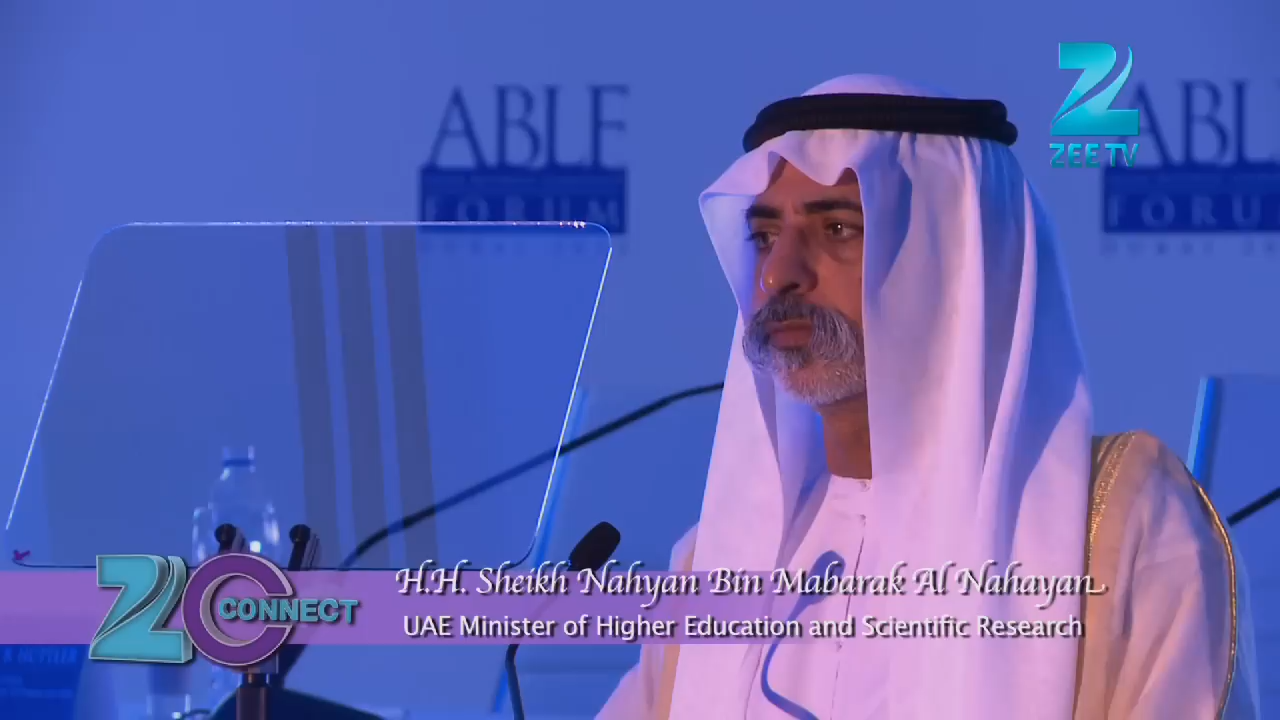 ABLE
FORUM
ZEE TV
ABL
FORU
H.H. Sheikh Nahyan Bin Mabarak Al Nahayan
UAE Minister of Higher Education and Scientific Research
ZC CONNECT